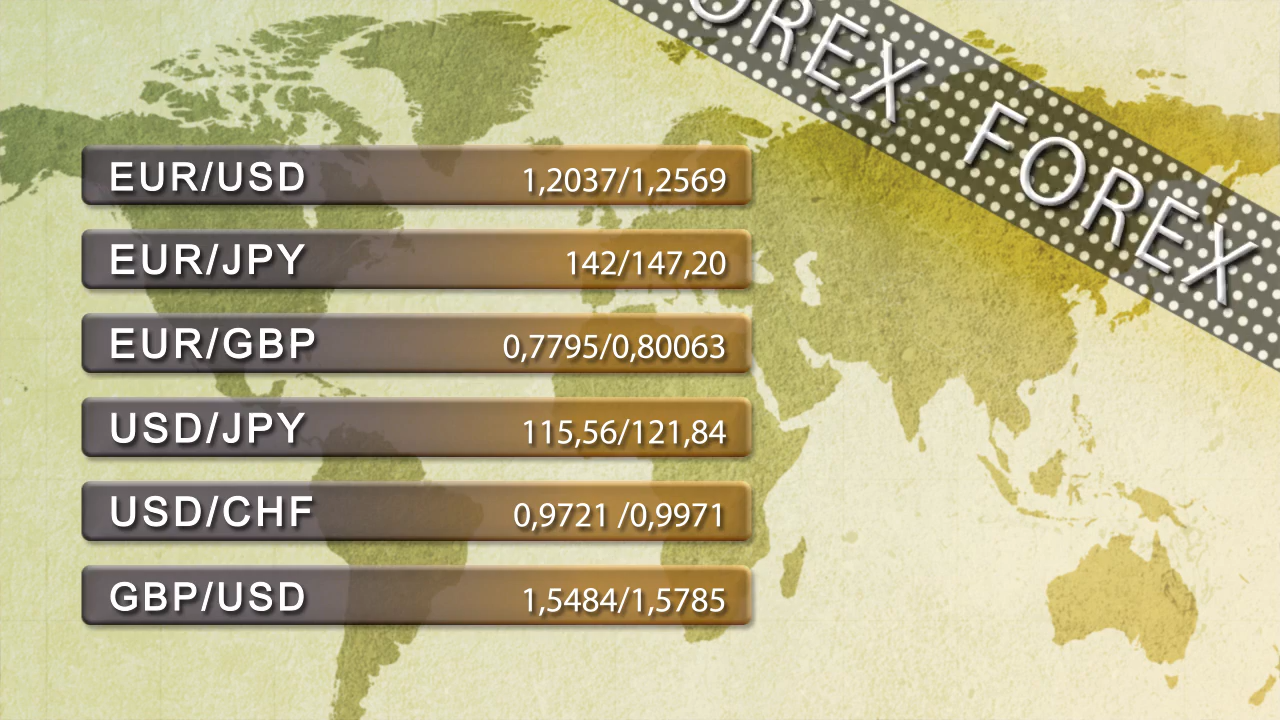 OREX FOREX
EUR/USD 1,2037/1,2569
EUR/JPY 142/147,20
EUR/GBP 0,7795/0,80063
USD/JPY 115,56/121,84
USD/CHF 0,9721 /0,9971
GBP/USD 1,5484/1,5785